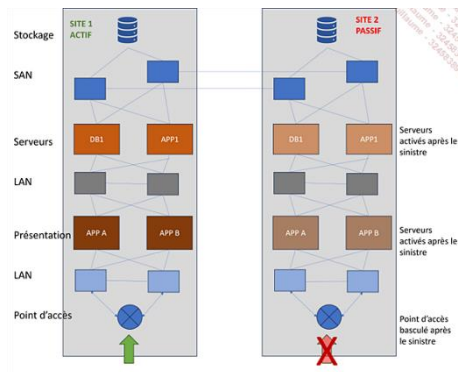 Stockage
SITE 1
ACTIF
SITE 2
PASSIF
SAN
Serveurs
DB1
APP1
DB1
APP1
Serveurs
activés après le
sinistre
LAN
Présentation
APP A
APP B
APP A
APP B
Serveurs
activés après le
sinistre
LAN
Point d'accès
Point d'accès
basculé après
le sinistre